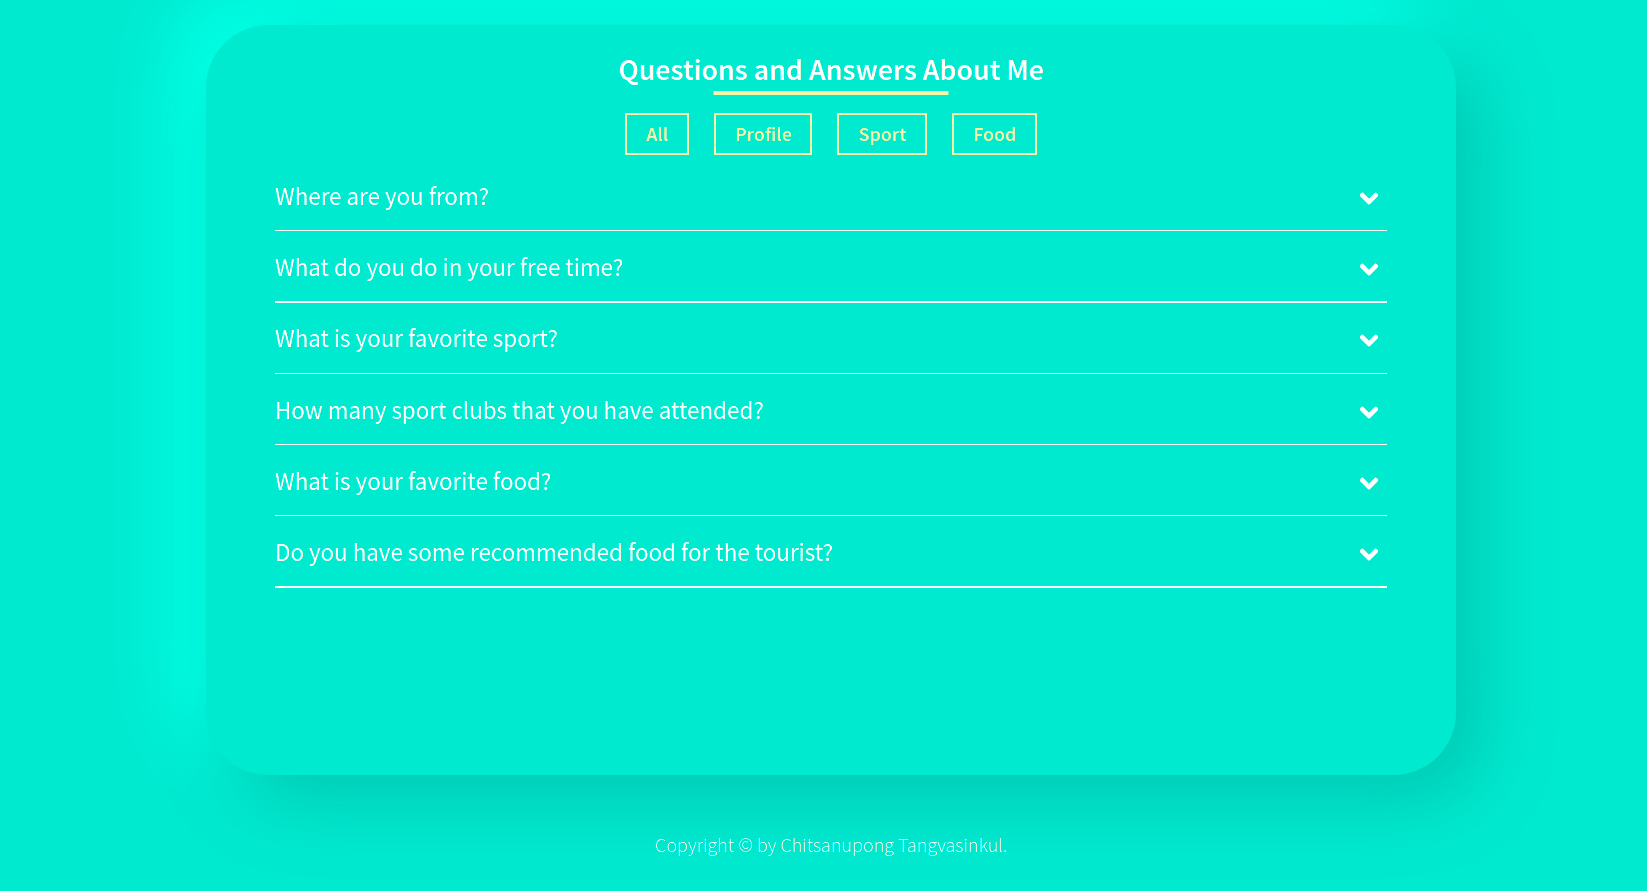 Questions and Answers About Me
All Profile Sport Food
Where are you from?
What do you do in your free time?
What is your favorite sport?
How many sport clubs that you have attended?
What is your favorite food?
Do you have some recommended food for the tourist?
Copyright © by Chitsanupong Tangvasinkul.